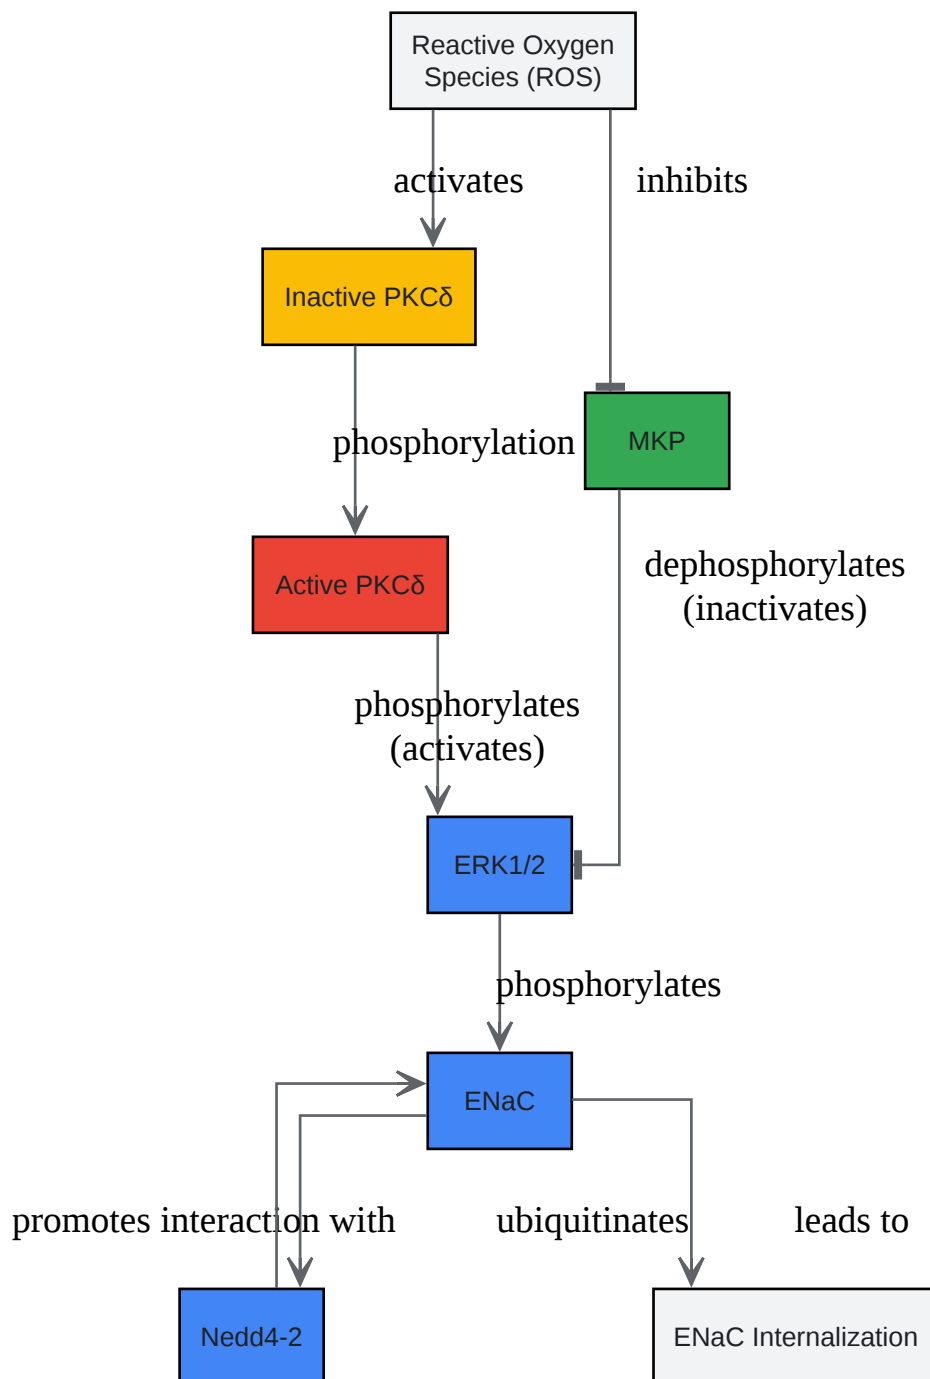 Reactive Oxygen
Species (ROS)
activates
inhibits
Inactive PKCδ
phosphorylation
MKP
Active PKCδ
dephosphorylates
(inactivates)
phosphorylates
(activates)
ERK1/2
phosphorylates
ENaC
promotes interaction with
ubiquitinates
leads to
Nedd4-2
ENaC Internalization